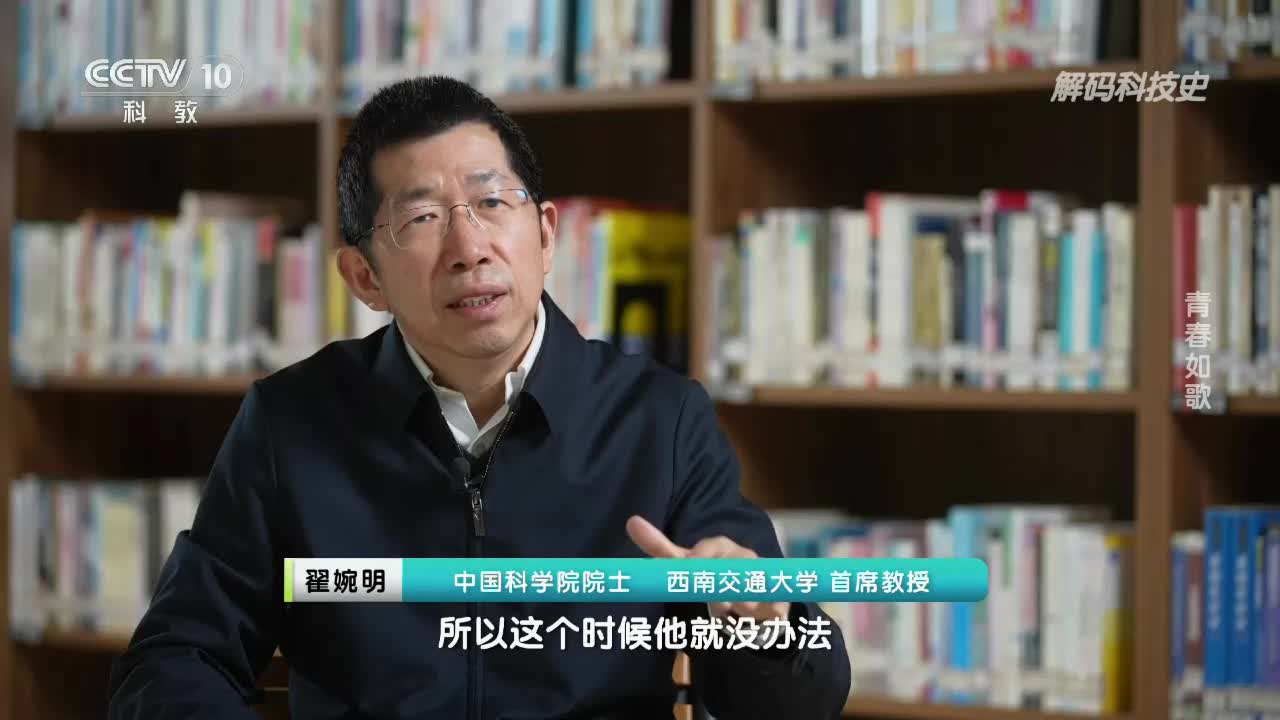 CCTV 10
科教
解码科技史
青春如歌
翟婉明 中国科学院院士 西南交通大学 首席教授
所以这个时候他就没办法